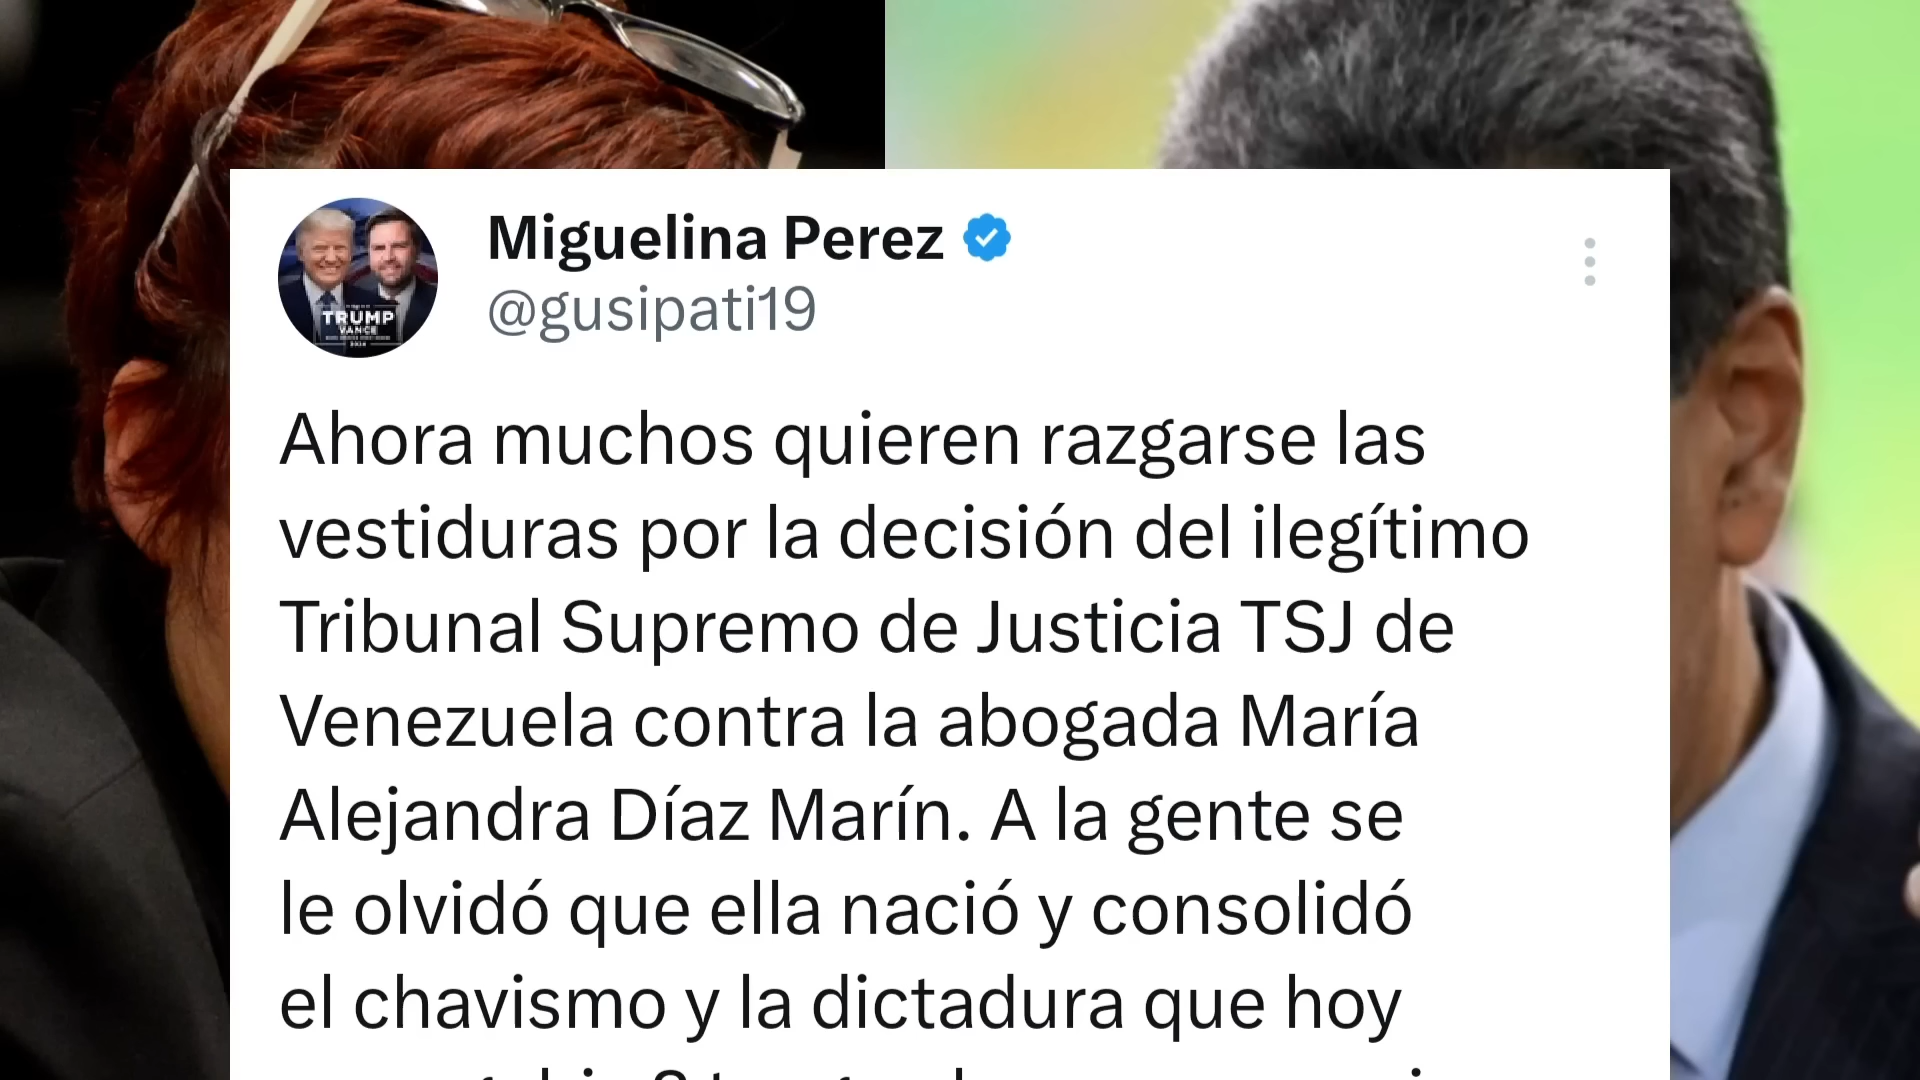 Miguelina Perez
@gusipati19
TRUMP
VANCE
Ahora muchos quieren razgarse las
vestiduras por la decisión del ilegítimo
Tribunal Supremo de Justicia TSJ de
Venezuela contra la abogada María
Alejandra Díaz Marín. A la gente se
le olvidó que ella nació y consolidó
el chavismo y la dictadura que hoy